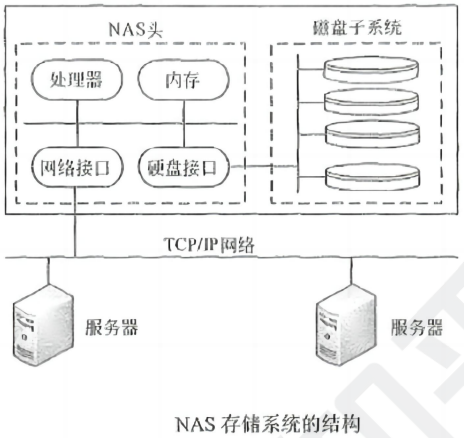 NAS头
磁盘子系统
处理器
内存
网络接口
硬盘接口
TCP/IP网络
服务器
服务器
NAS 存储系统的结构